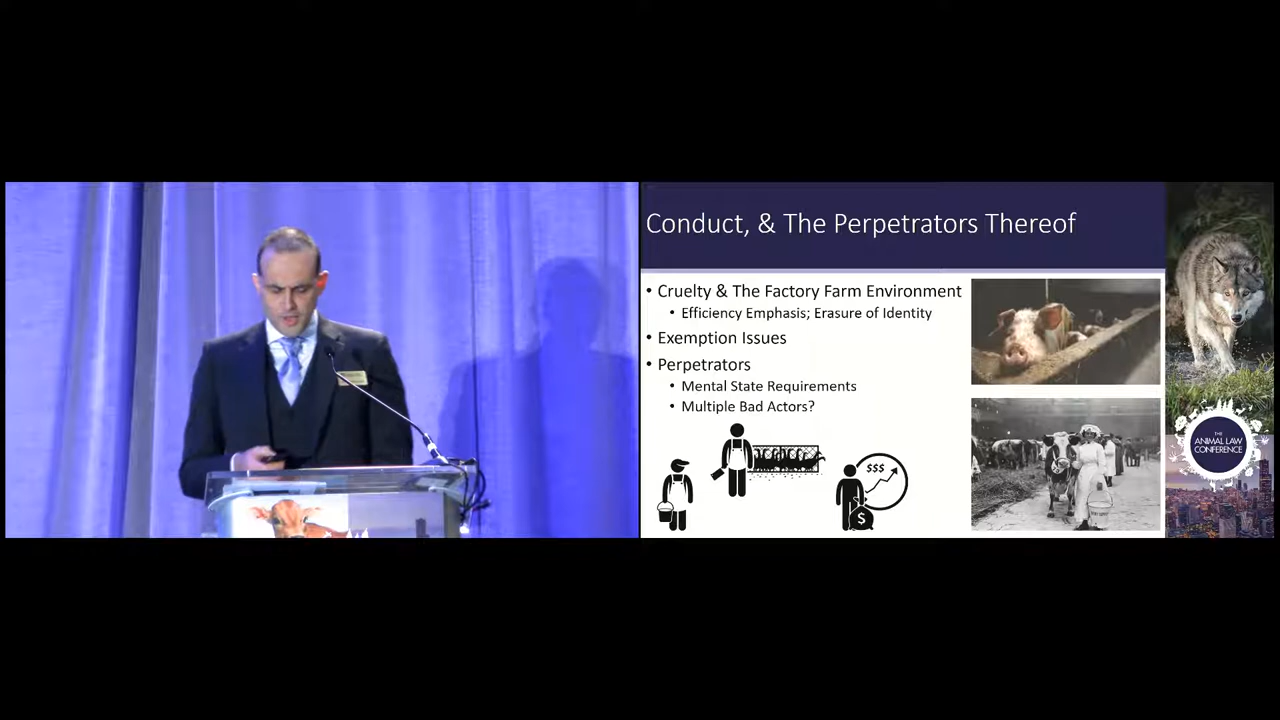 Conduct, & The Perpetrators Thereof
• Cruelty & The Factory Farm Environment
• Efficiency Emphasis; Erasure of Identity
• Exemption Issues
• Perpetrators
• Mental State Requirements
• Multiple Bad Actors?
$$$
$
THE
ANIMAL LAW
CONFERENCE